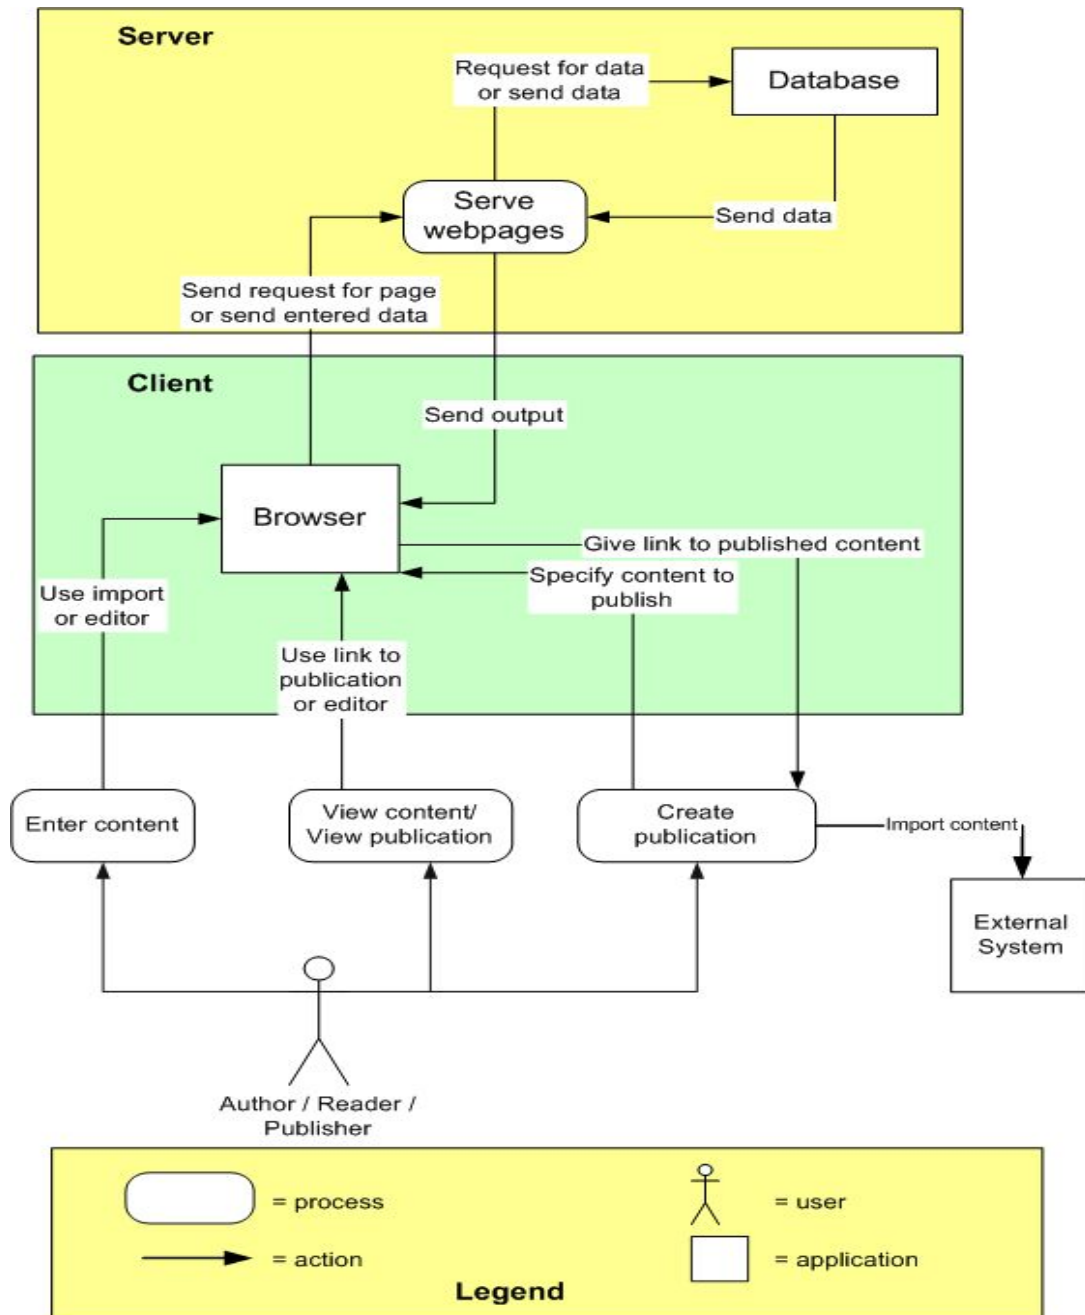 Server
Request for data
or send data
Database
Serve
webpages
Send data
Send request for page
or send entered data
Client
Send output
Browser
Give link to published content
Specify content to
publish
Use import
or editor
Use link to
publication
or editor
Enter content
View content/
View publication
Create
publication
Import content
External
System
Author / Reader /
Publisher
= process
= user
= action
= application
Legend